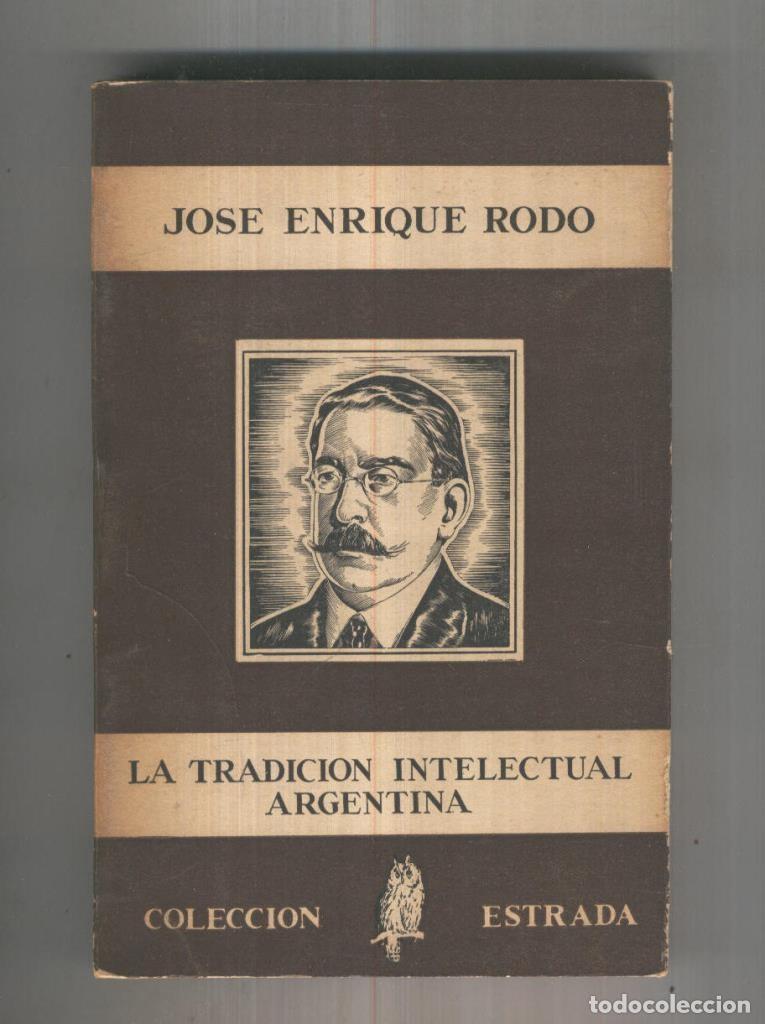 JOSE ENRIQUE RODO
LA TRADICION INTELECTUAL
ARGENTINA
COLECCION ESTRADA
todocoleccion